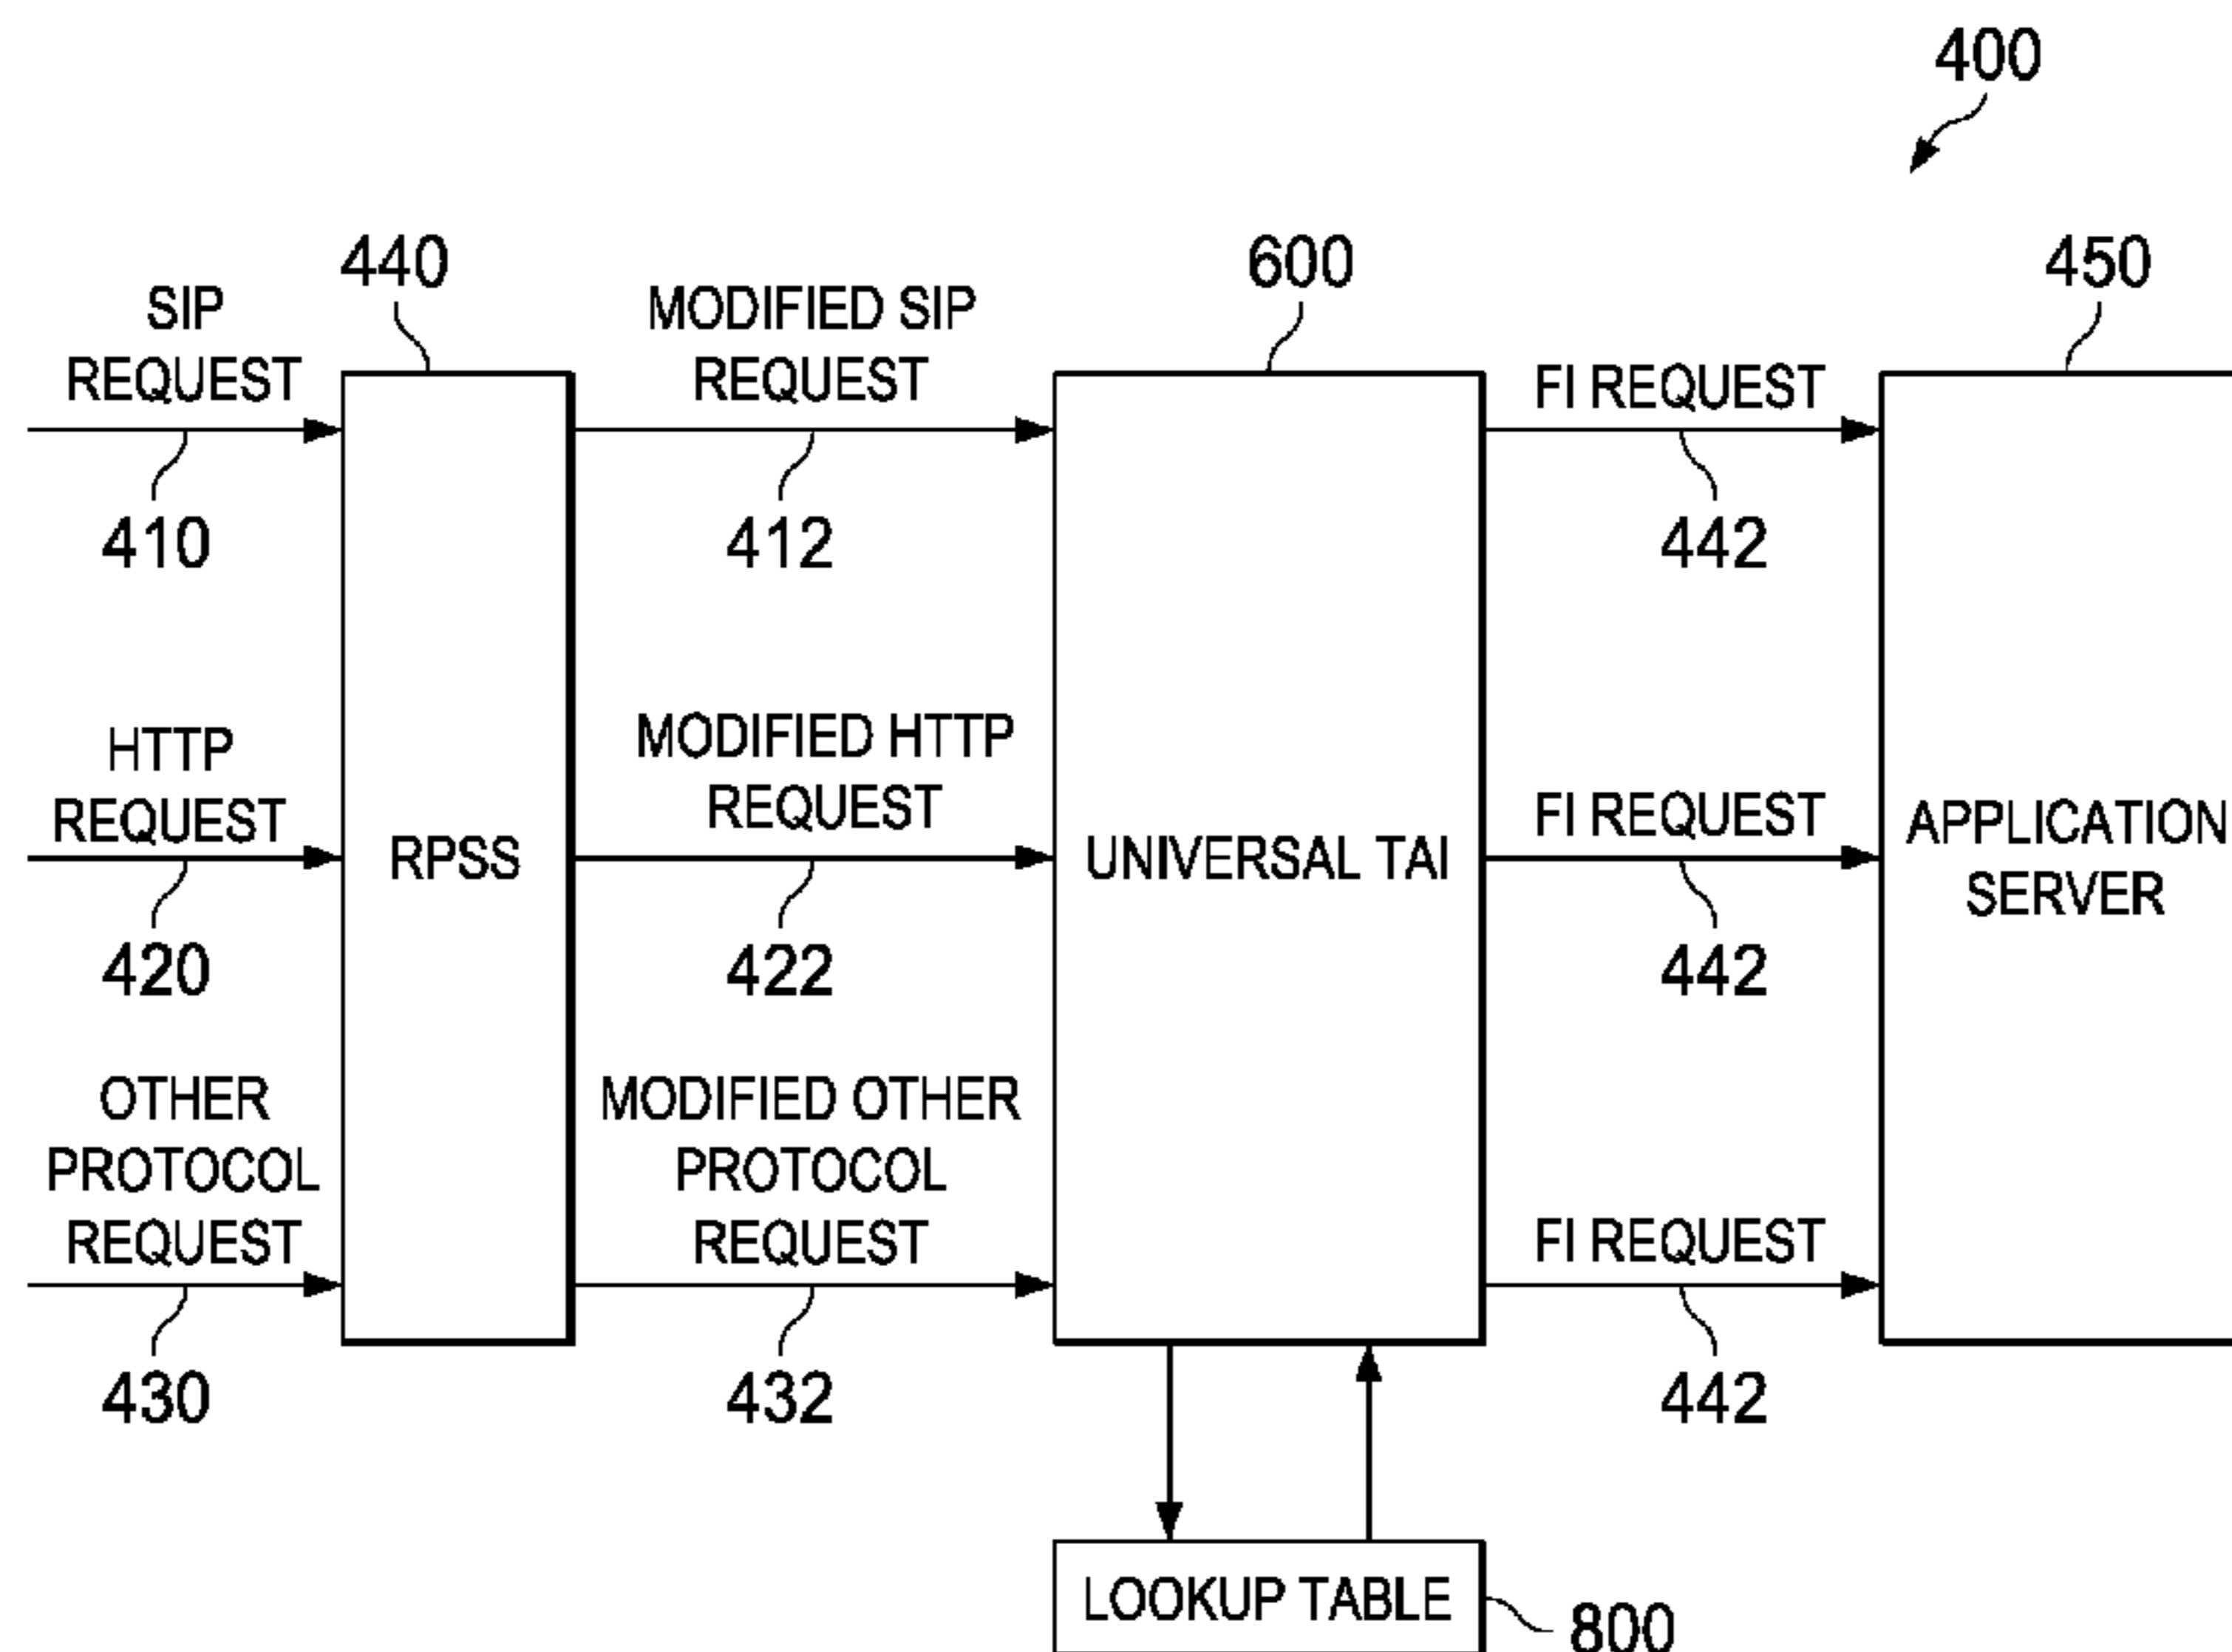 400
440
600
450
SIP
REQUEST
MODIFIED SIP
REQUEST
FI REQUEST
410
412
442
HTTP
REQUEST
MODIFIED HTTP
REQUEST
FI REQUEST
RPSS
UNIVERSAL TAI
APPLICATION
SERVER
420
422
442
OTHER
PROTOCOL
REQUEST
MODIFIED OTHER
PROTOCOL
REQUEST
FI REQUEST
430
432
442
LOOKUP TABLE
800